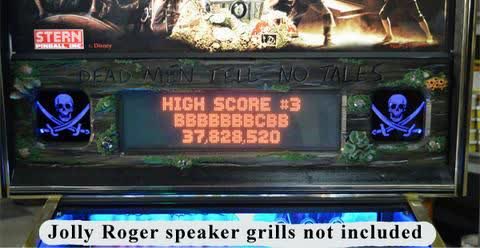 STERN
PINBALL, INC.
© Disney
DEAD MEN TELL NO TALES
HIGH SCORE #3
BBBBBBBCBB
37,828,520
Jolly Roger speaker grills not included